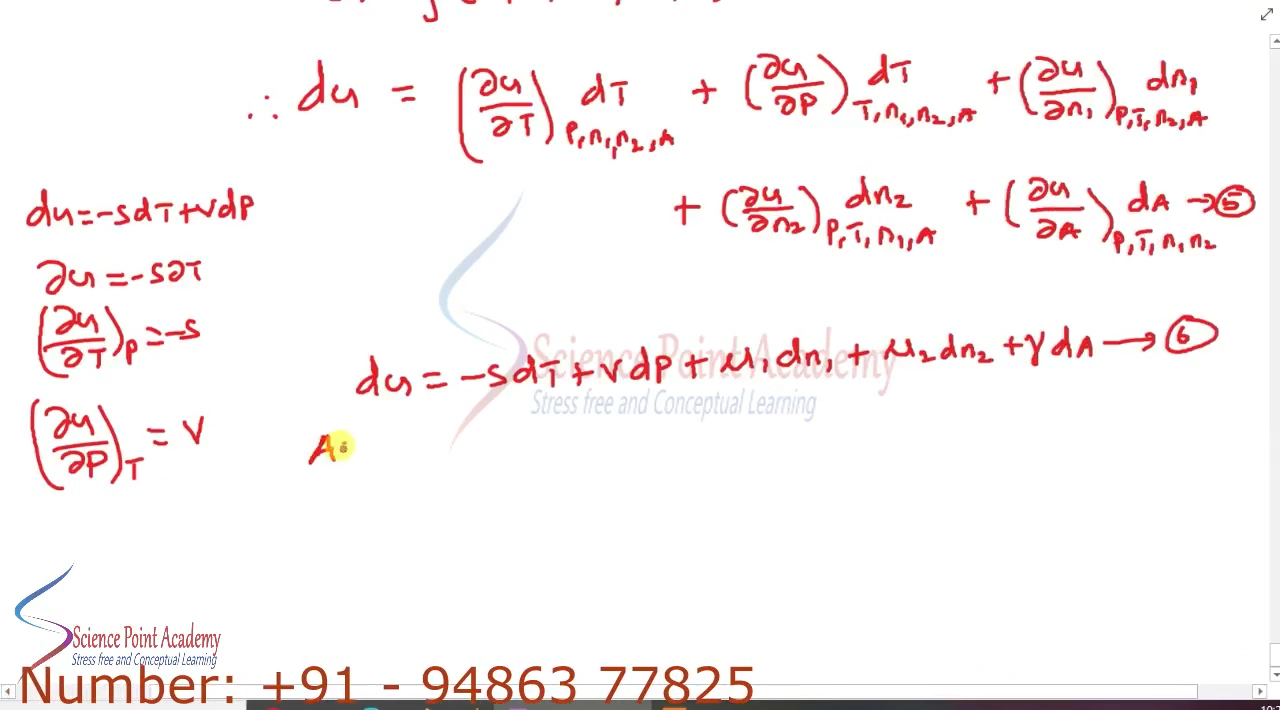 ∴ du = (∂u/∂T)P,n1,n2,A dT + (∂u/∂P)T,n1,n2,A dT + (∂u/∂n1)P,T,n2,A dn1
+ (∂u/∂n2)P,T,n1,A dn2 + (∂u/∂A)P,T,n1,n2 dA → ⑤
du = -SdT + VdP
∂u = -S∂T
(∂u/∂T)P = -S
du = -SdT + VdP + μ1dn1 + μ2dn2 + γdA → ⑥
(∂u/∂P)T = V
Science Point Academy
Stress free and Conceptual Learning
Science Point Academy
Stress free and Conceptual Learning
Number: +91 - 94863 77825